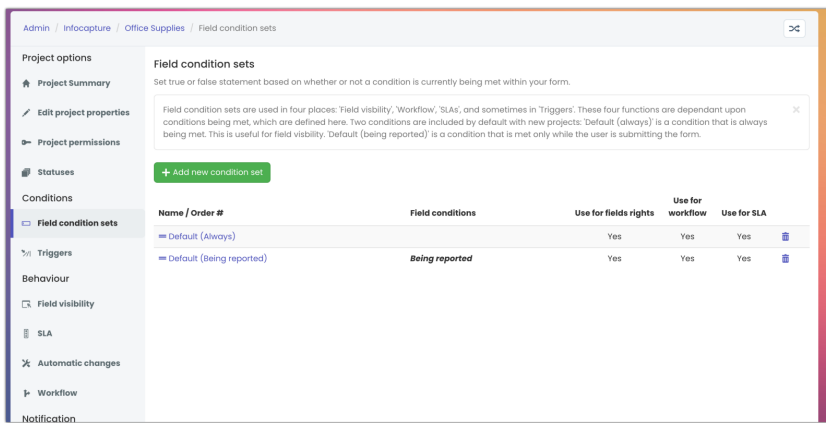 Admin / Infocapture / Office Supplies / Field condition sets
Project options
Project Summary
Edit project properties
Project permissions
Statuses
Conditions
Field condition sets
Triggers
Behaviour
Field visibility
SLA
Automatic changes
Workflow
Notification
Field condition sets
Set true or false statement based on whether or not a condition is currently being met within your form.
Field condition sets are used in four places: 'Field visbility', 'Workflow', 'SLAs', and sometimes in 'Triggers'. These four functions are dependant upon
conditions being met, which are defined here. Two conditions are included by default with new projects: 'Default (always)' is a condition that is always
being met. This is useful for field visbility. 'Default (being reported)' is a condition that is met only while the user is submitting the form.
+ Add new condition set
Name / Order # Field conditions Use for fields rights Use for workflow Use for SLA
Default (Always) Yes Yes Yes
Default (Being reported) Being reported Yes Yes Yes